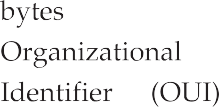 bytes
Organizational
Identifier (OUI)